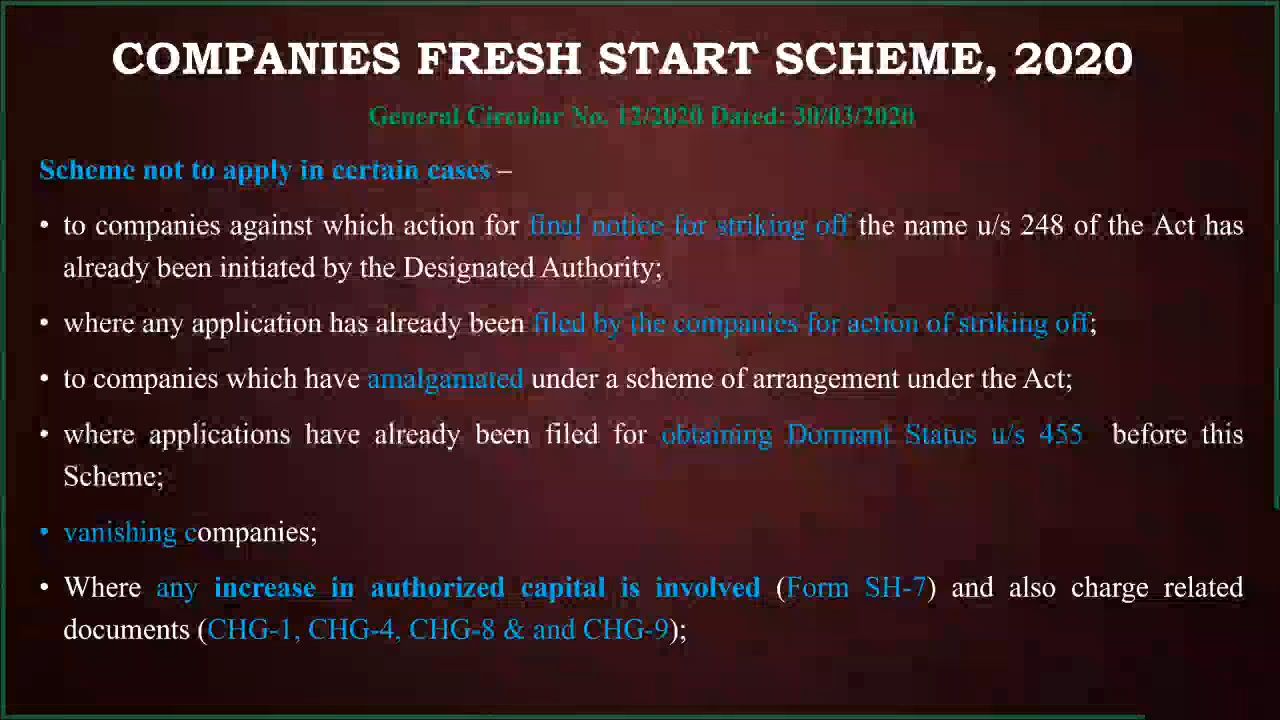 COMPANIES FRESH START SCHEME, 2020
General Circular No. 12/2020 Dated: 30/03/2020
Scheme not to apply in certain cases –
• to companies against which action for final notice for striking off the name u/s 248 of the Act has
already been initiated by the Designated Authority;
• where any application has already been filed by the companies for action of striking off;
• to companies which have amalgamated under a scheme of arrangement under the Act;
• where applications have already been filed for obtaining Dormant Status u/s 455 before this
Scheme;
• vanishing companies;
• Where any increase in authorized capital is involved (Form SH-7) and also charge related
documents (CHG-1, CHG-4, CHG-8 & and CHG-9);